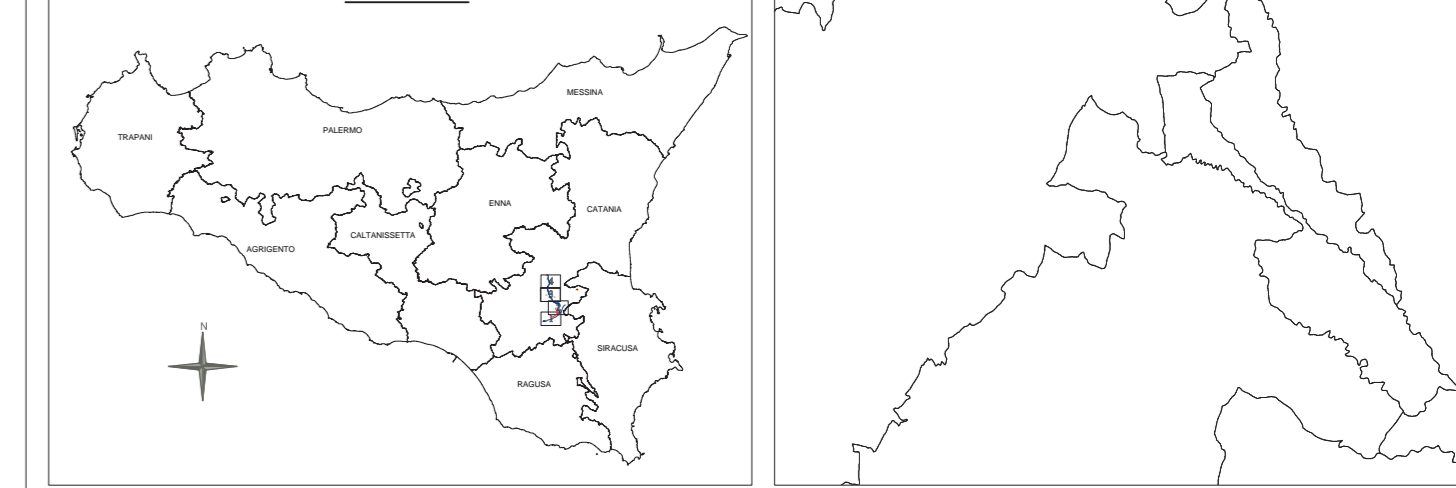 MESSINA
PALERMO
TRAPANI
ENNA
CATANIA
CALTANISSETTA
AGRIGENTO
N
SIRACUSA
RAGUSA